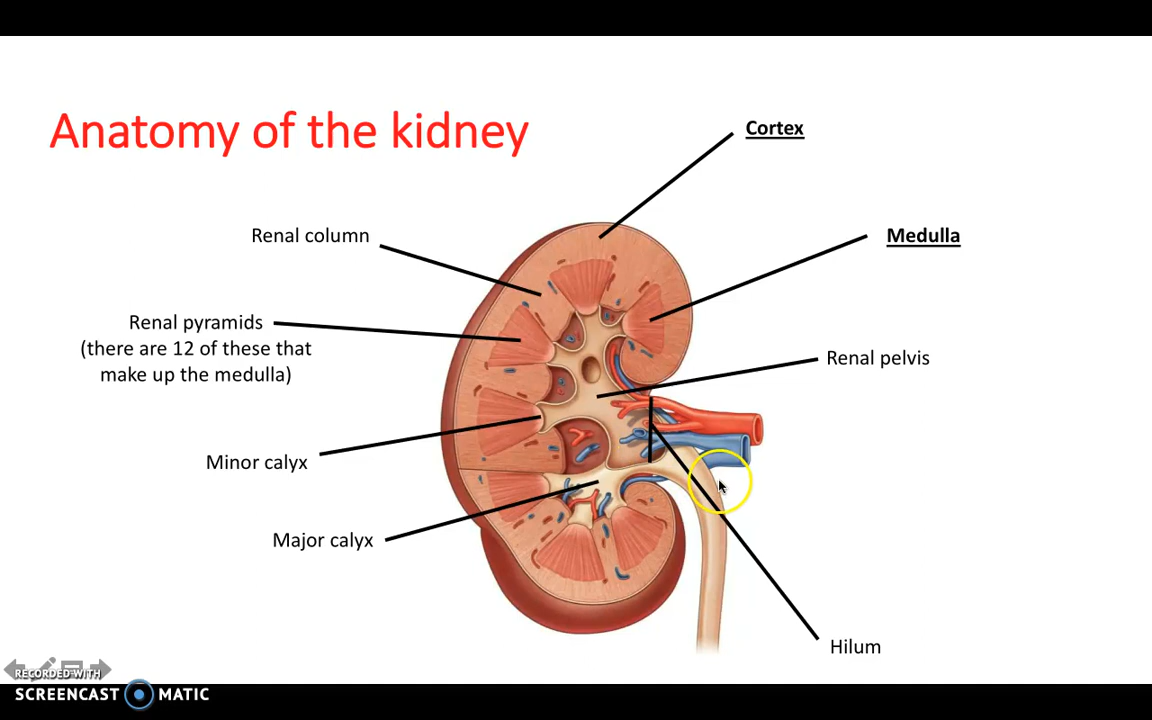 Anatomy of the kidney
Cortex
Renal column
Medulla
Renal pyramids
(there are 12 of these that
make up the medulla)
Renal pelvis
Minor calyx
Major calyx
Hilum
RECORDED WITH
SCREENCAST MATIC